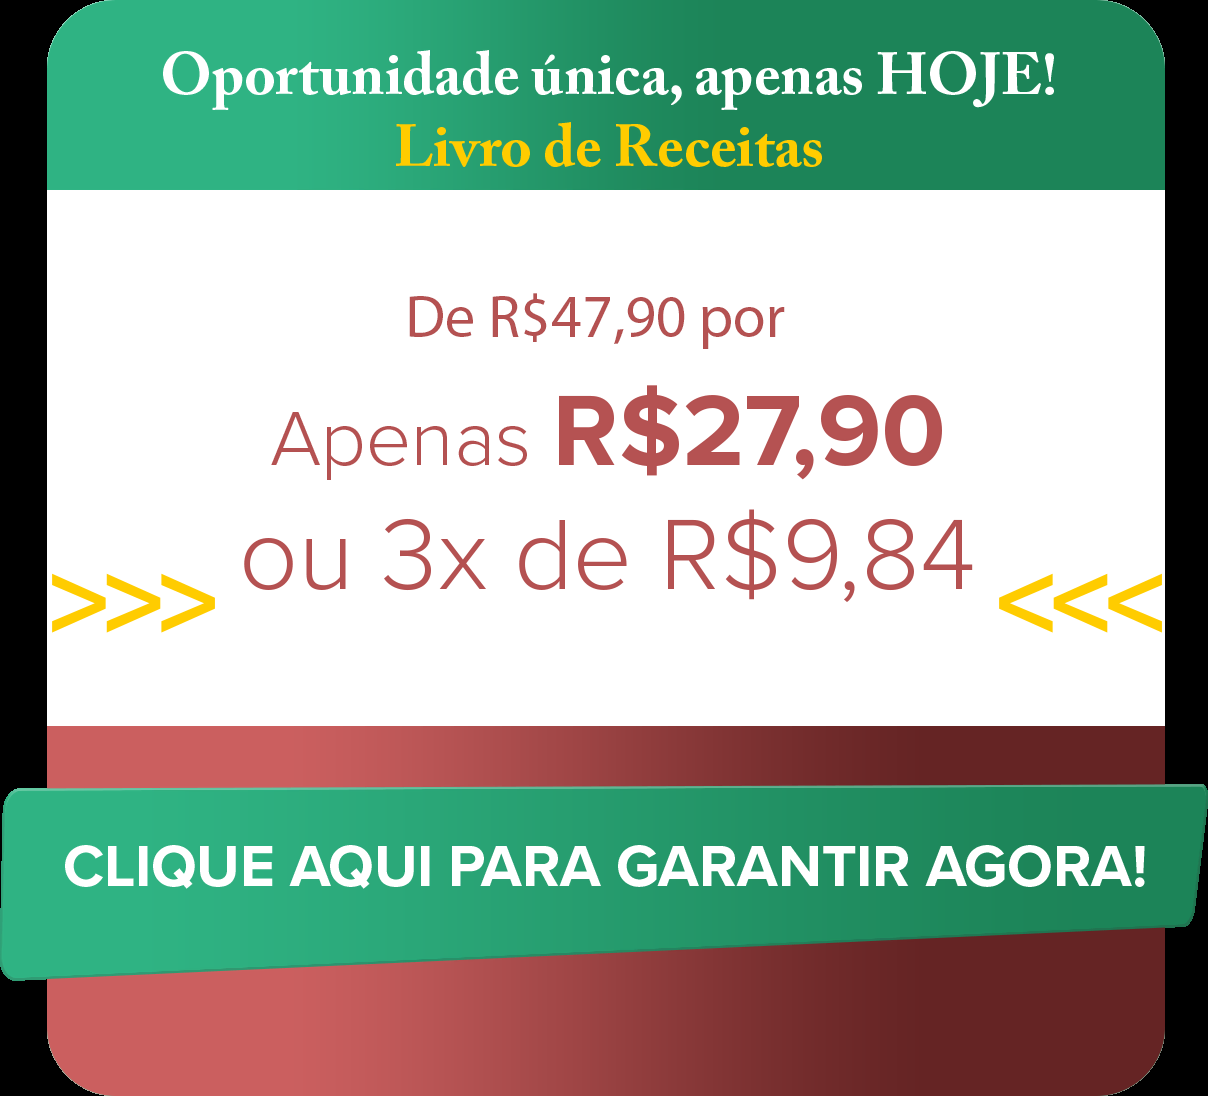 Oportunidade única, apenas HOJE!
Livro de Receitas
De R$47,90 por
Apenas R$27,90
ou 3x de R$9,84
>>> <<<
CLIQUE AQUI PARA GARANTIR AGORA!